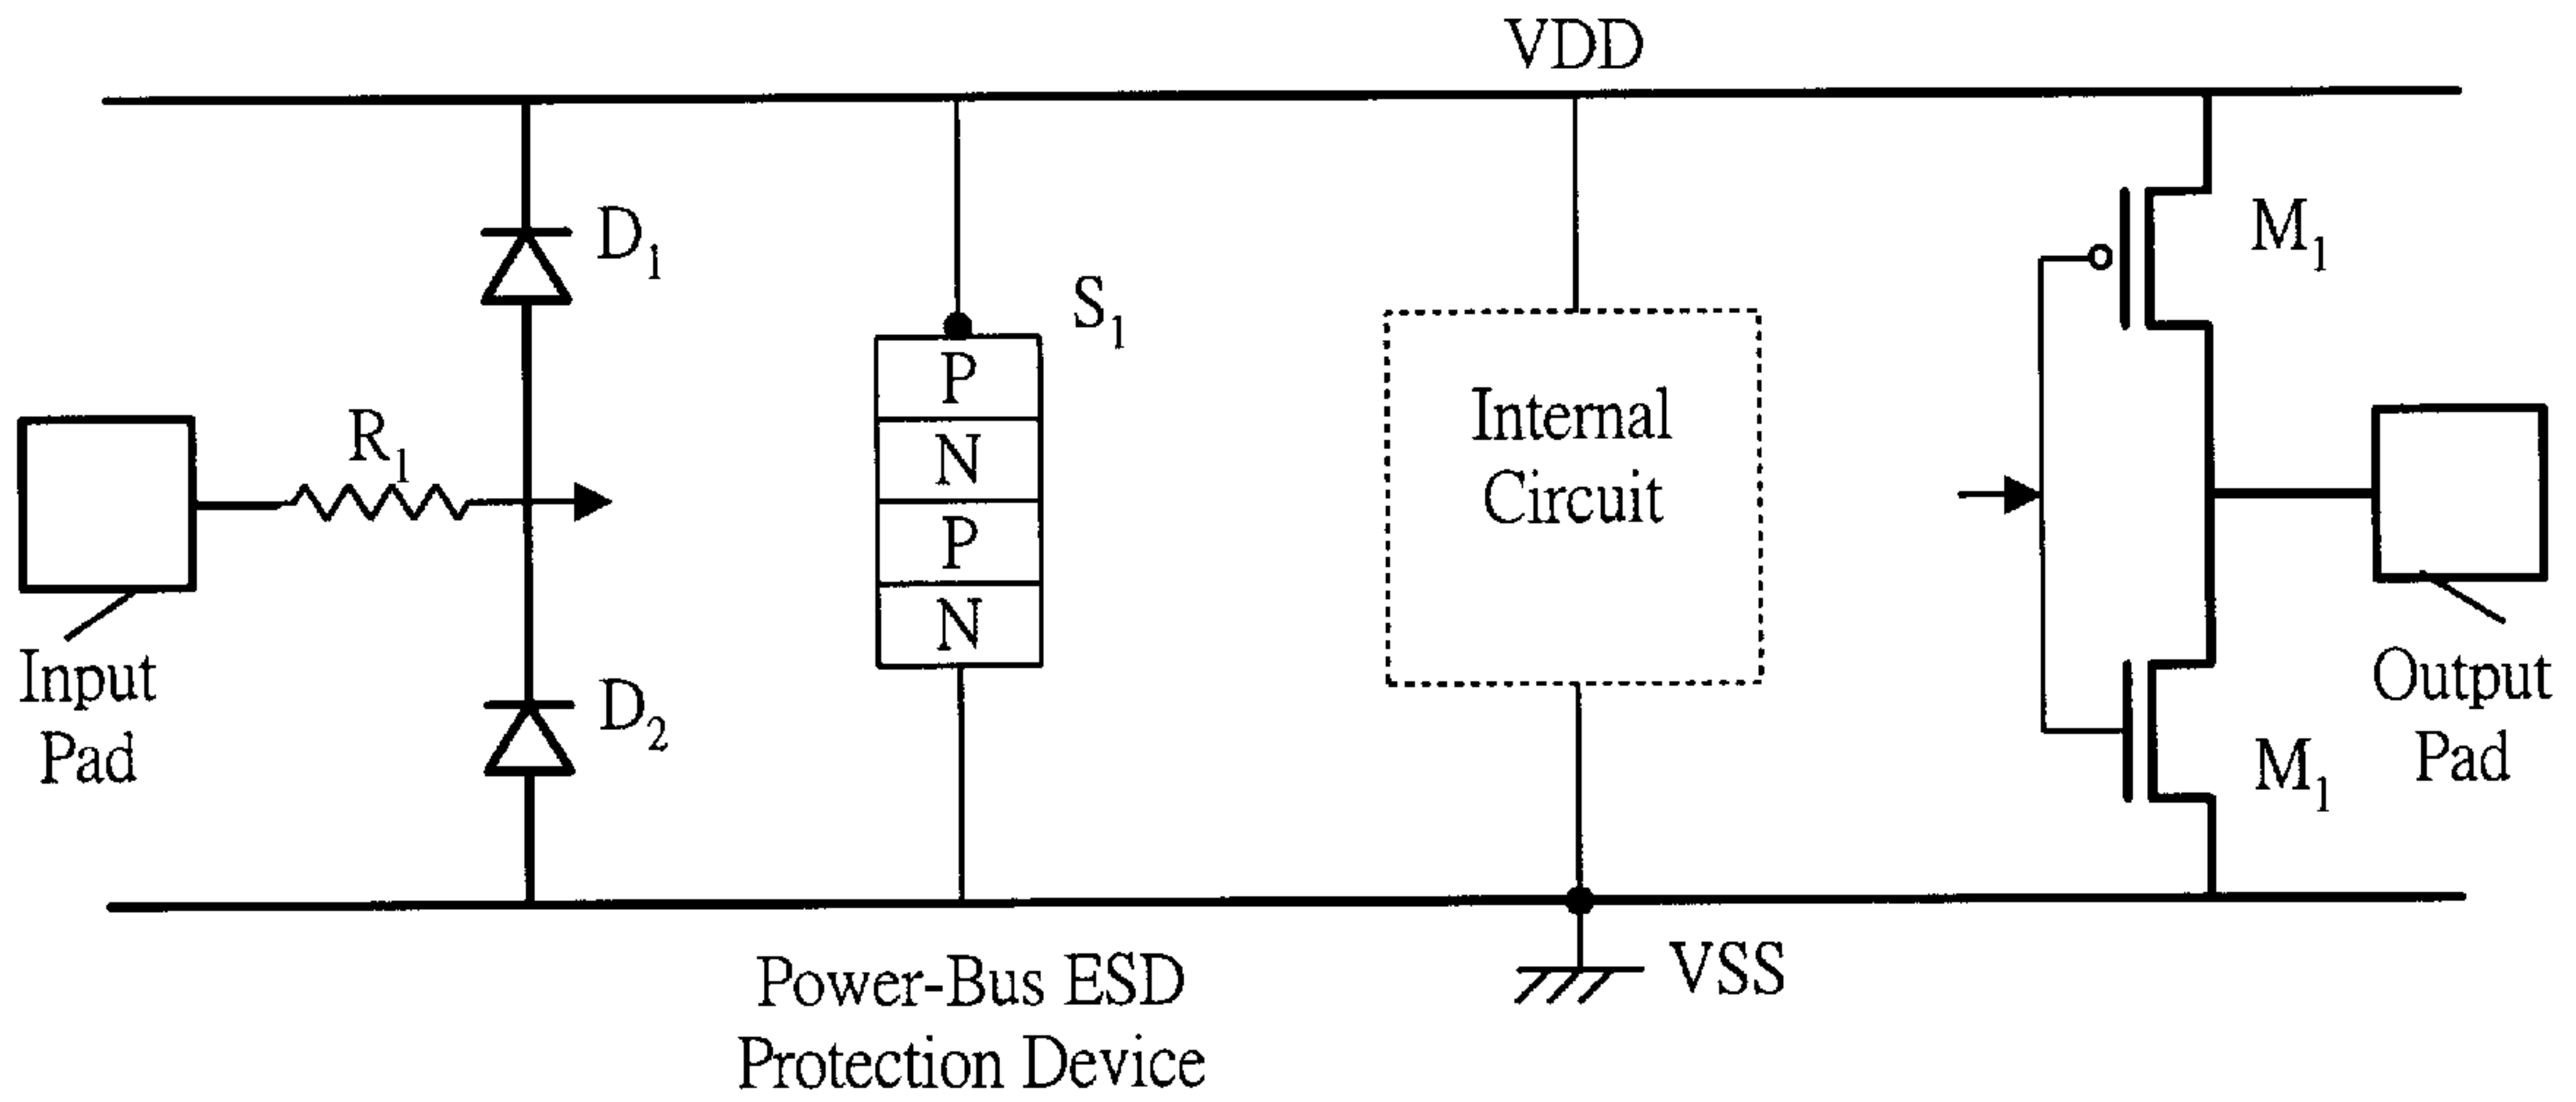 VDD
D1
M1
S1
P
N
P
N
R1
Internal
Circuit
Input
Pad
D2
Output
Pad
M1
VSS
Power-Bus ESD
Protection Device